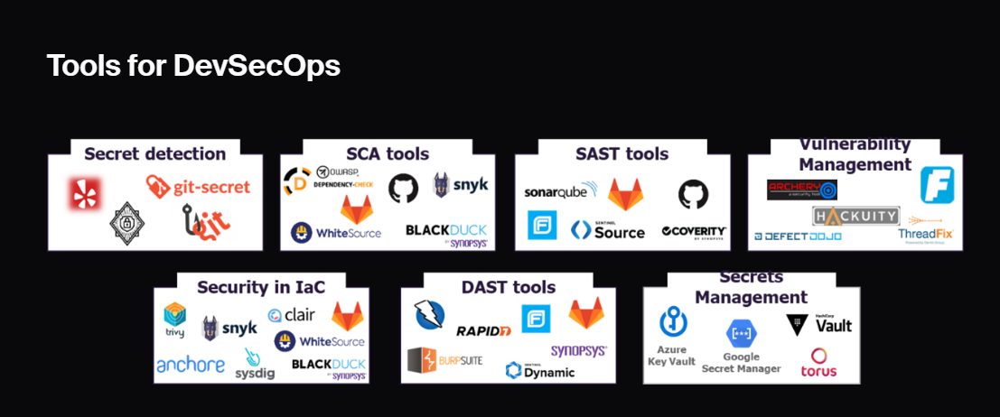 Tools for DevSecOps
Secret detection
git-secret
git
SCA tools
OWASP
DEPENDENCY-CHECK
snyk
WhiteSource
BLACKDUCK
BY SYNOPSYS
SAST tools
sonarqube
SENTINEL
Source
COVERITY
BY SYNOPSYS
Vulnerability
Management
ARCHERY
a security tool
HACKUITY
DEFECTDOJO
ThreadFix
Security in IaC
trivy
snyk
clair
WhiteSource
anchore
sysdig
BLACKDUCK
BY SYNOPSYS
DAST tools
RAPID7
BURPSUITE
SYNOPSYS
SENTINEL
Dynamic
Secrets
Management
Azure
Key Vault
Google
Secret Manager
HashiCorp
Vault
torus